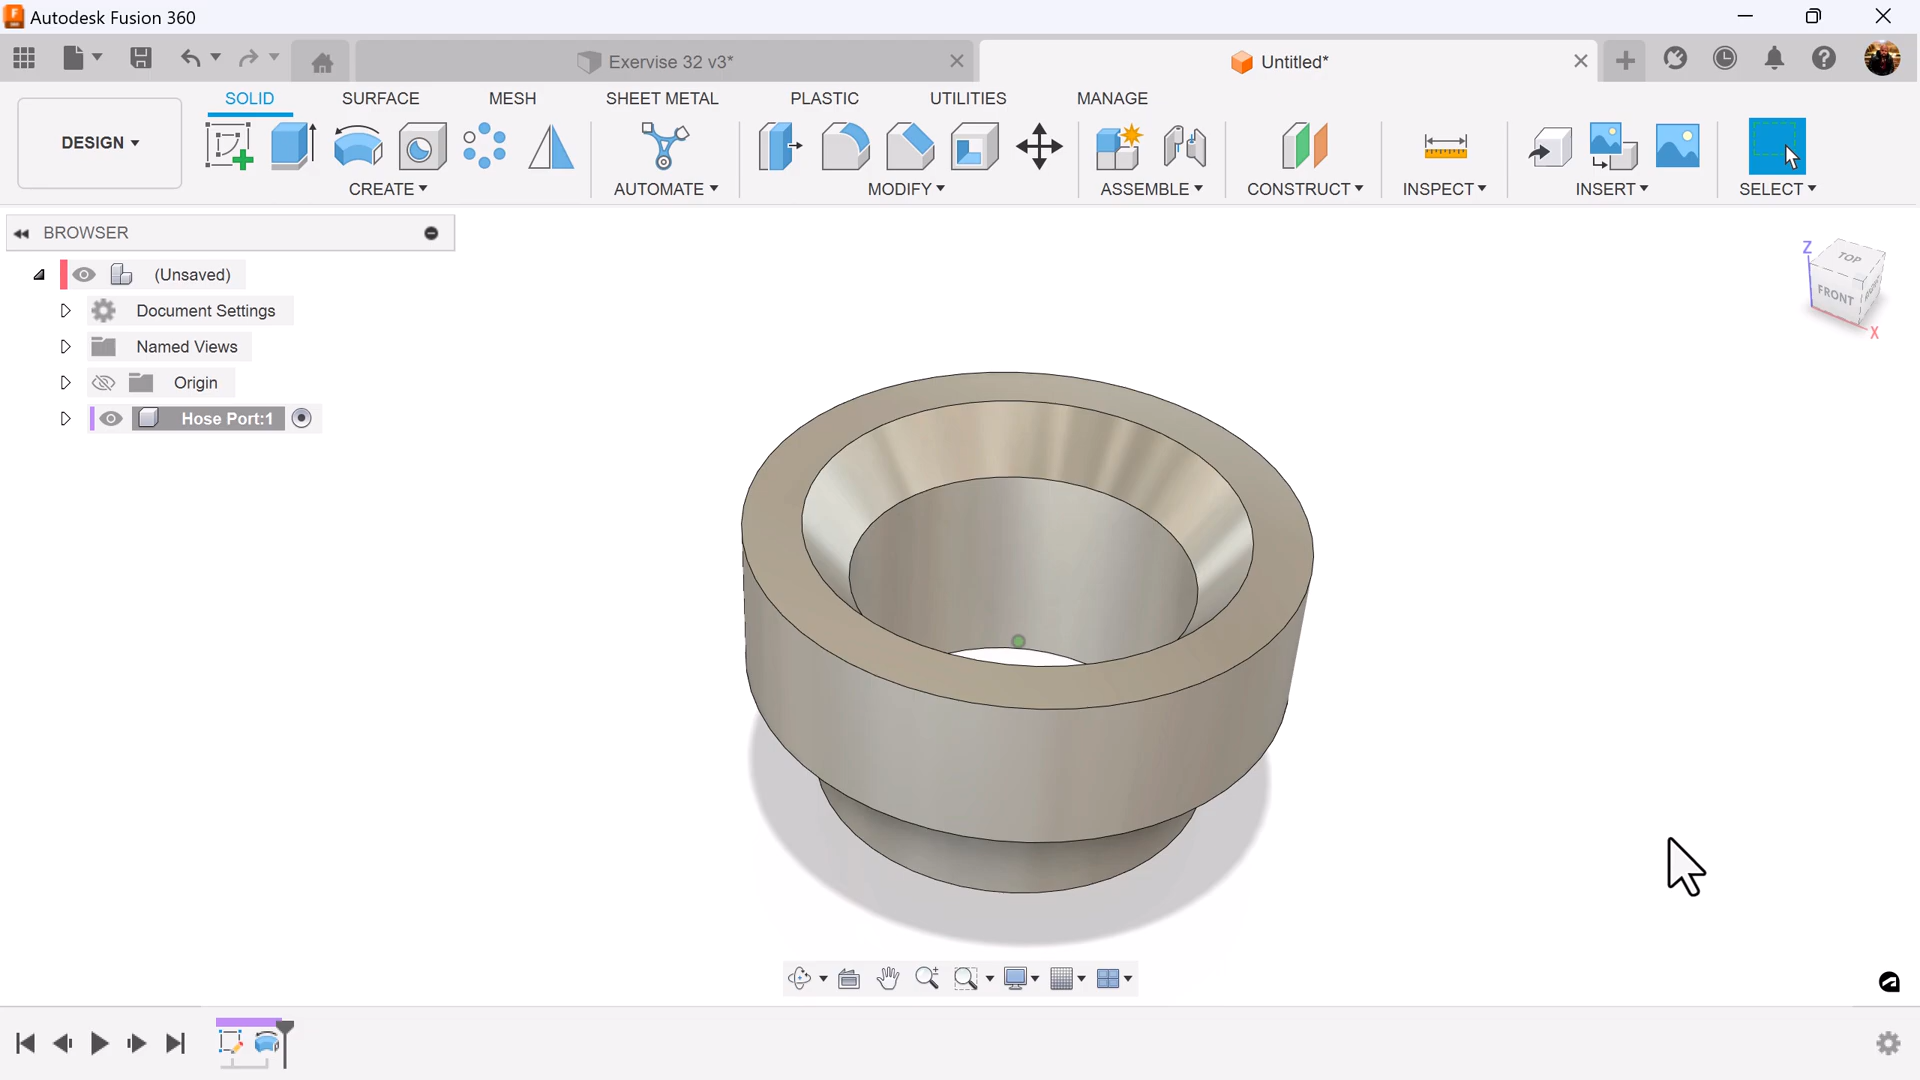 Autodesk Fusion 360
Exervise 32 v3*
Untitled*
SOLID SURFACE MESH SHEET METAL PLASTIC UTILITIES MANAGE
DESIGN
CREATE AUTOMATE MODIFY ASSEMBLE CONSTRUCT INSPECT INSERT SELECT
BROWSER
(Unsaved)
Document Settings
Named Views
Origin
Hose Port:1
Z
TOP
FRONT
X